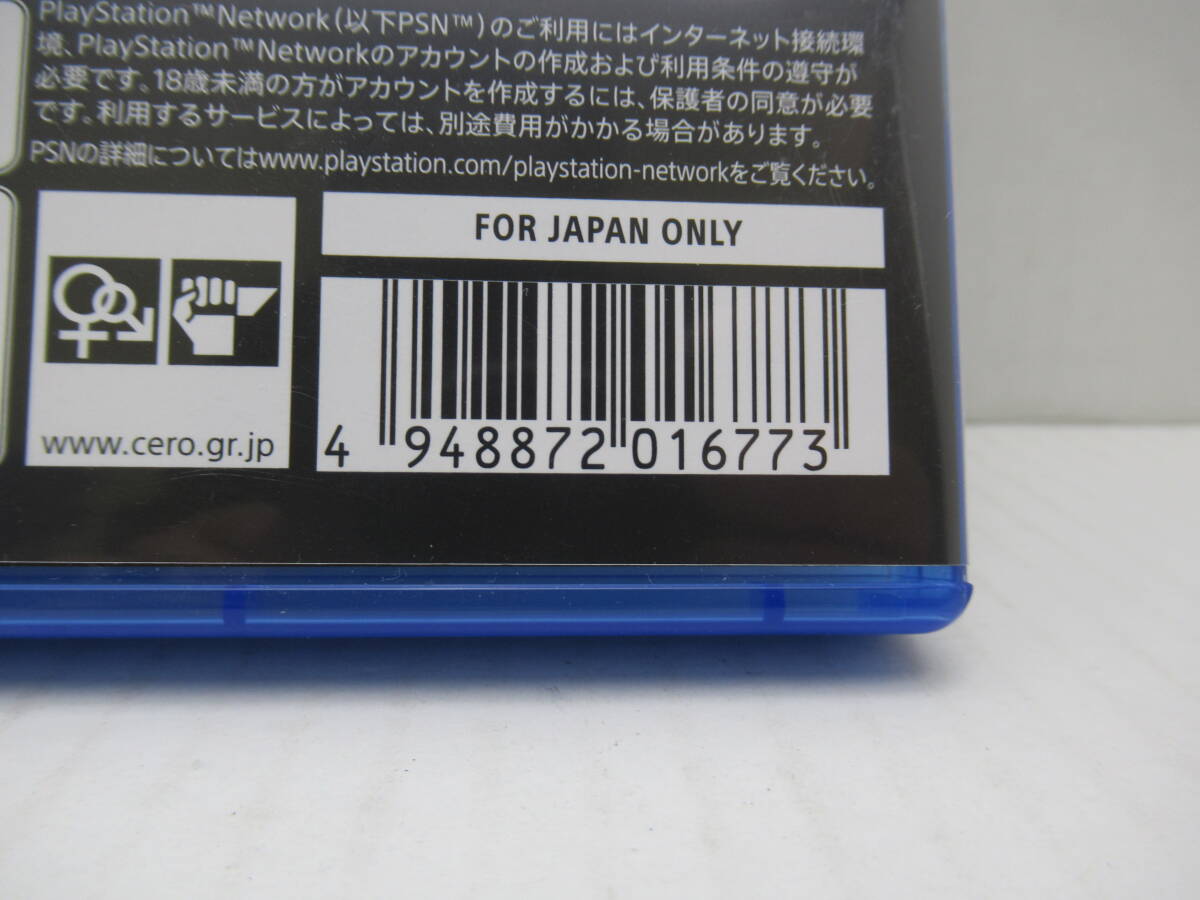 PlayStation™Network(以下PSN™)のご利用にはインターネット接続環
境、PlayStation™Networkのアカウントの作成および利用条件の遵守が
必要です。18歳未満の方がアカウントを作成するには、保護者の同意が必要
です。利用するサービスによっては、別途費用がかかる場合があります。
PSNの詳細についてはwww.playstation.com/playstation-networkをご覧ください。
FOR JAPAN ONLY
www.cero.gr.jp
4 948872 016773